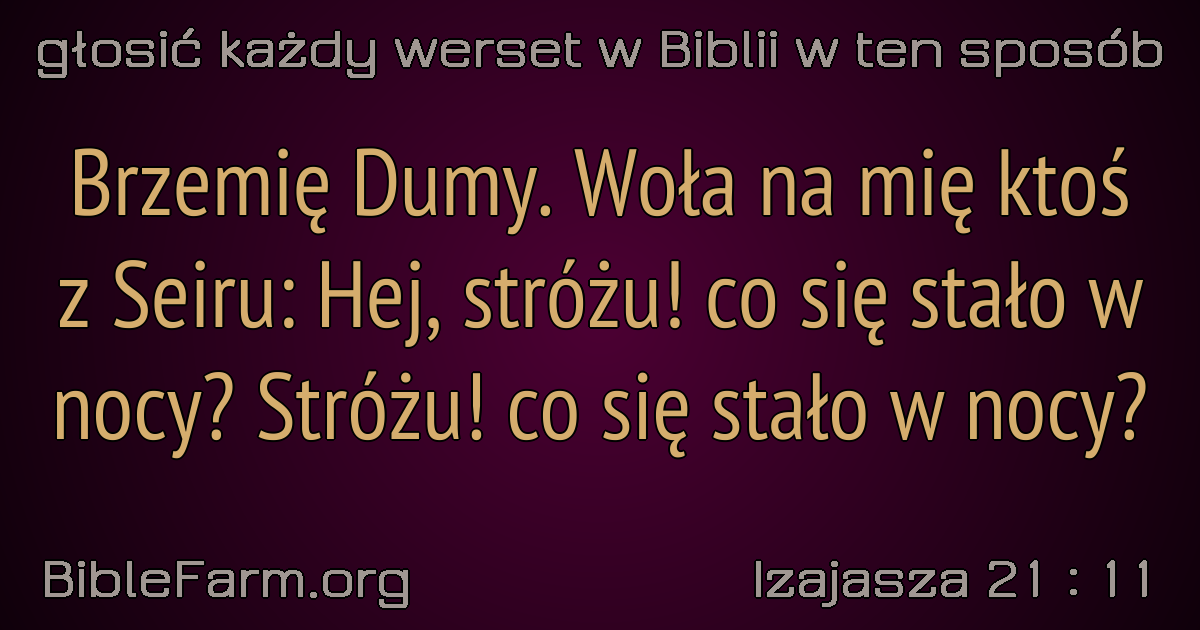 głosić każdy werset w Biblii w ten sposób
Brzemię Dumy. Woła na mię ktoś
z Seiru: Hej, stróżu! co się stało w
nocy? Stróżu! co się stało w nocy?
BibleFarm.org
Izajasza 21 : 11